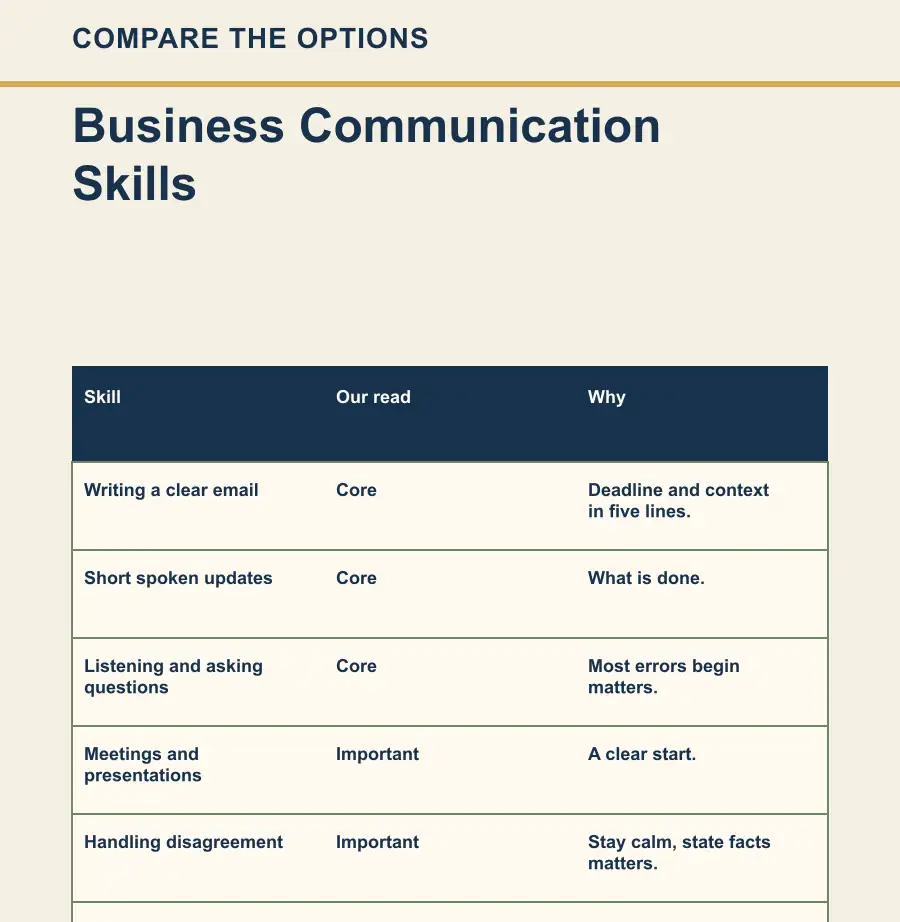 COMPARE THE OPTIONS
Business Communication
Skills
Skill Our read Why
Writing a clear email Core Deadline and context
in five lines.
Short spoken updates Core What is done.
Listening and asking Core Most errors begin
questions matters.
Meetings and Important A clear start.
presentations
Handling disagreement Important Stay calm, state facts
matters.